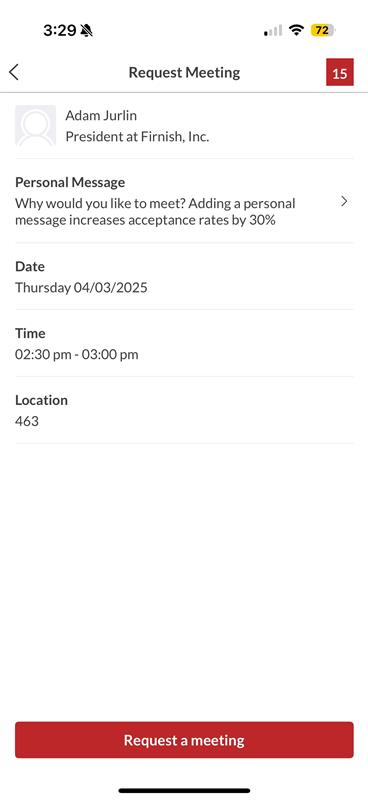 3:29
72
Request Meeting
15
Adam Jurlin
President at Firnish, Inc.
Personal Message
Why would you like to meet? Adding a personal
message increases acceptance rates by 30%
Date
Thursday 04/03/2025
Time
02:30 pm - 03:00 pm
Location
463
Request a meeting